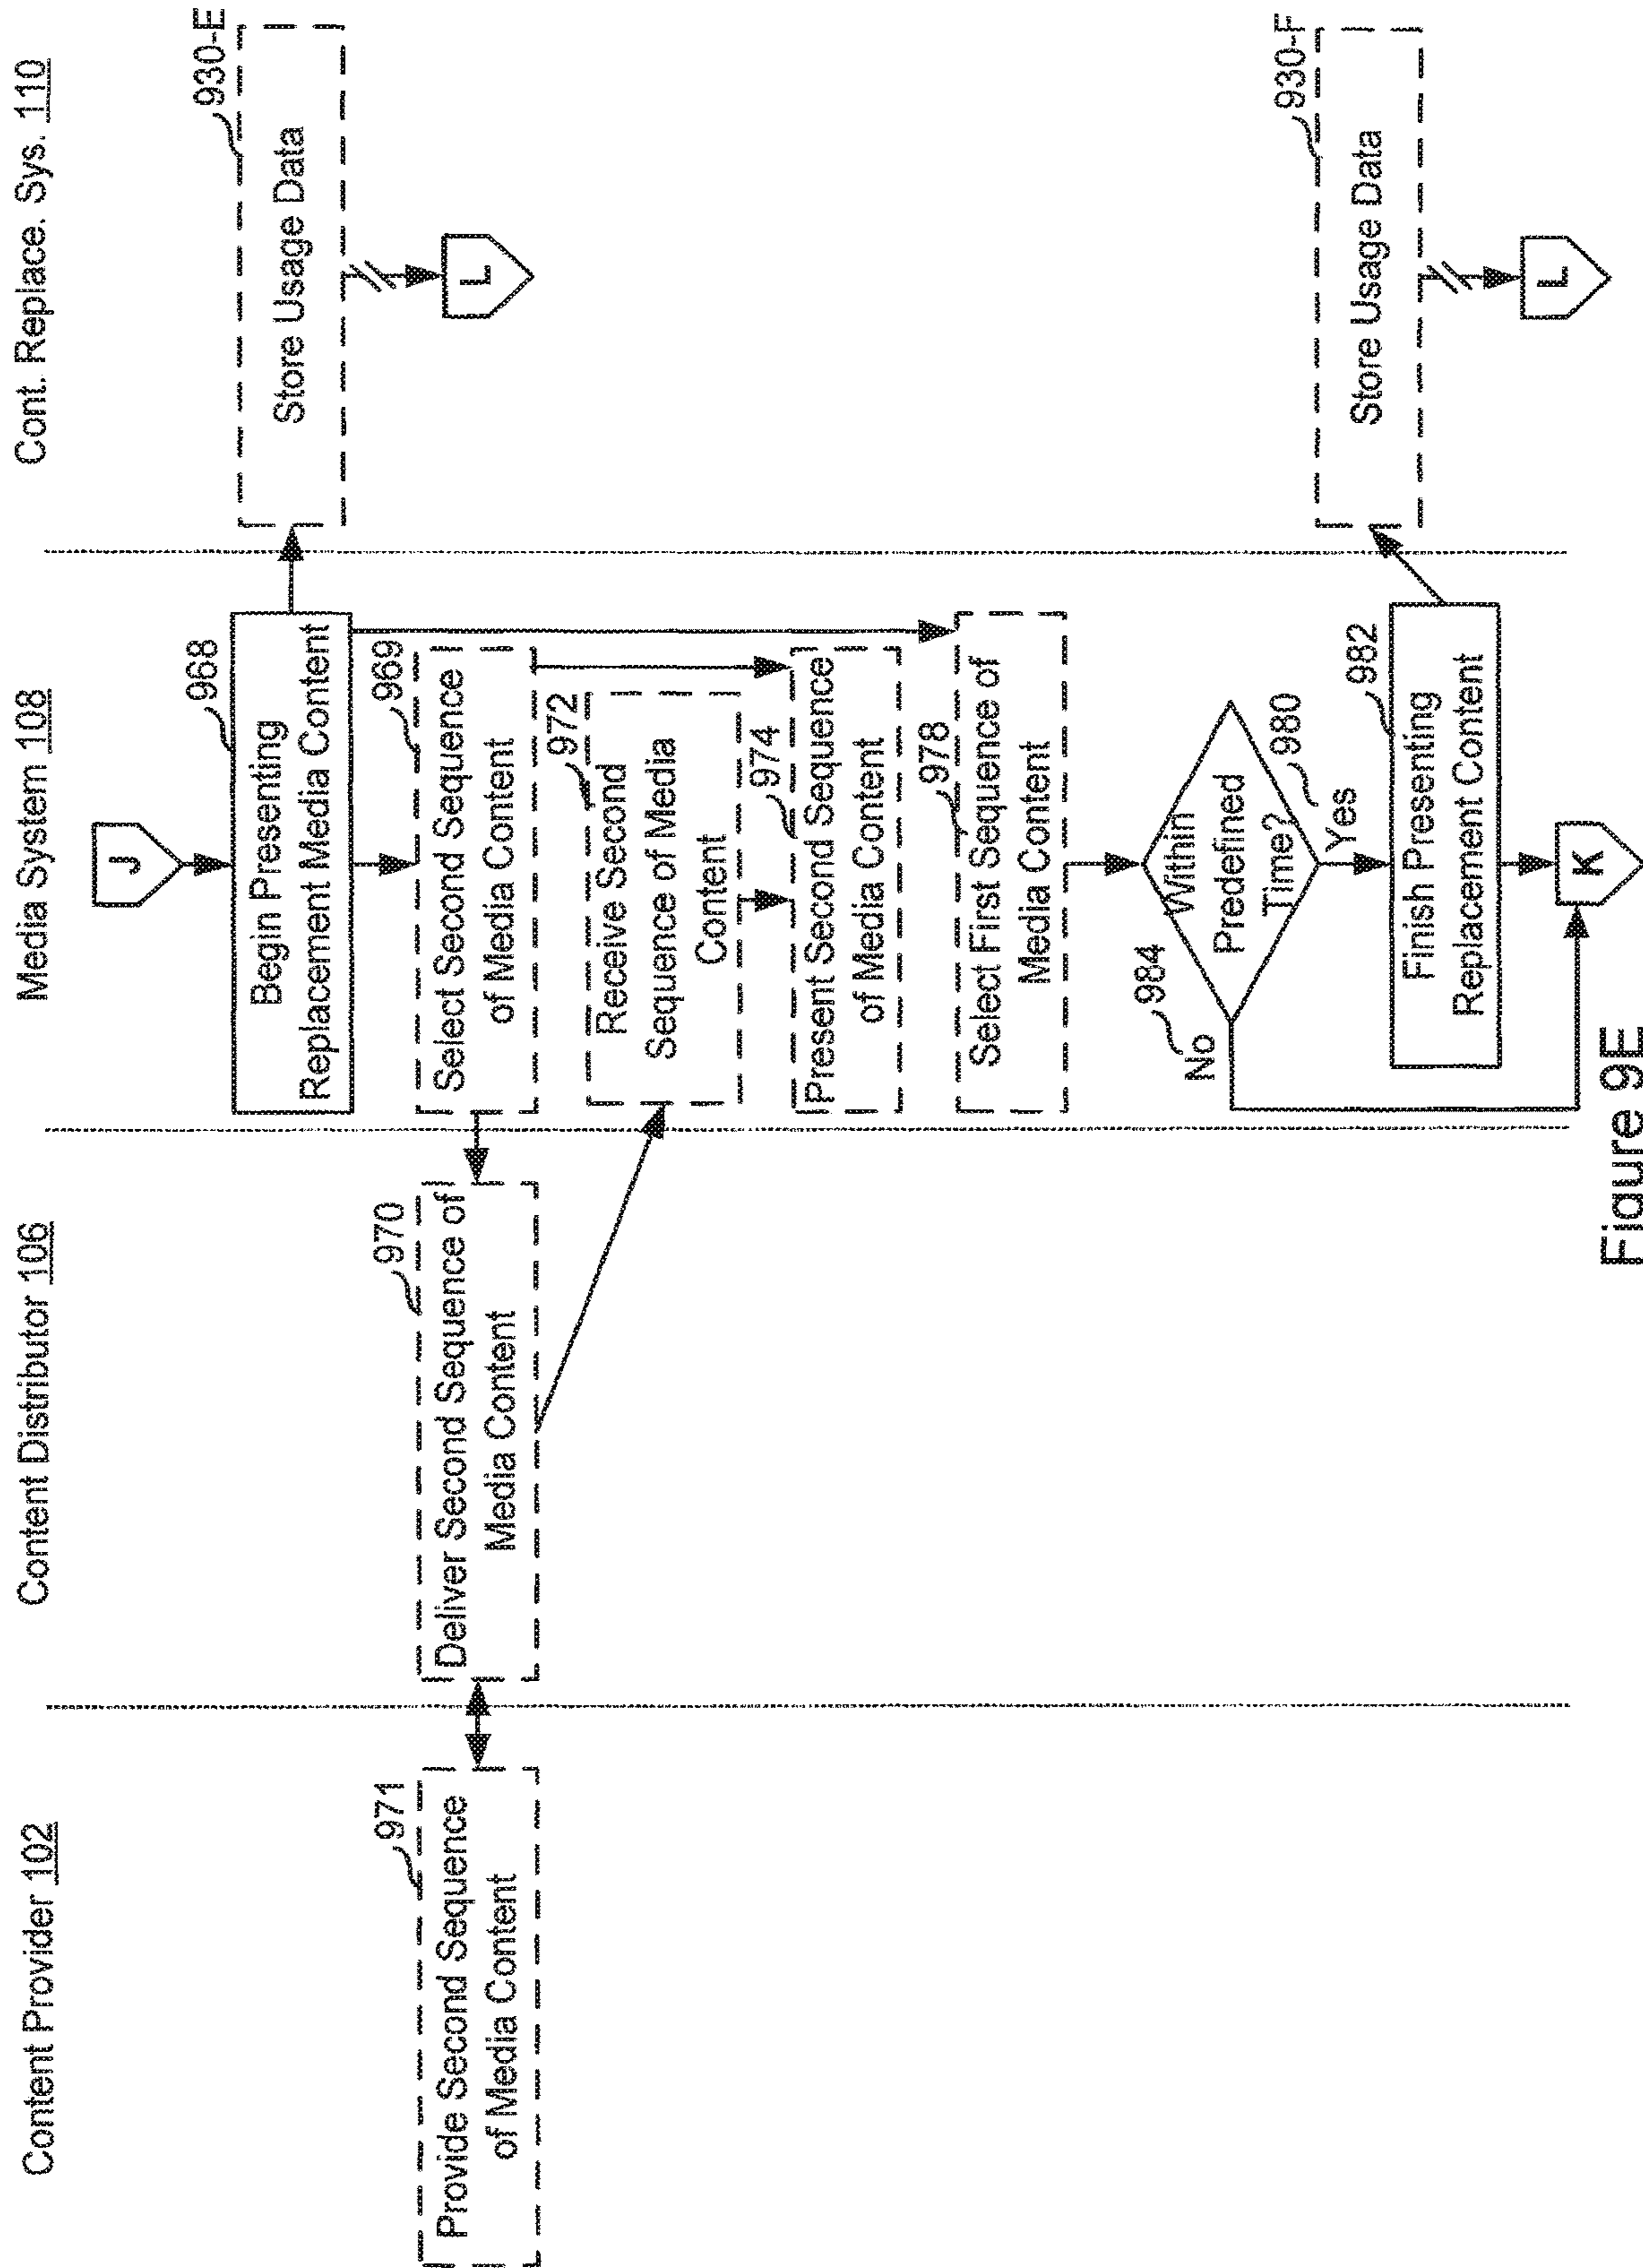 Content Provider 102
Content Distributor 106
Media System 108
Cont. Replace. Sys. 110
J
968
Begin Presenting
Replacement Media Content
930-E
Store Usage Data
L
971
Provide Second Sequence
of Media Content
970
Deliver Second Sequence of
Media Content
969
Select Second Sequence
of Media Content
972
Receive Second
Sequence of Media
Content
974
Present Second Sequence
of Media Content
978
Select First Sequence of
Media Content
984
No
Within
Predefined
Time?
980
Yes
982
Finish Presenting
Replacement Content
930-F
Store Usage Data
L
K
Figure 9E